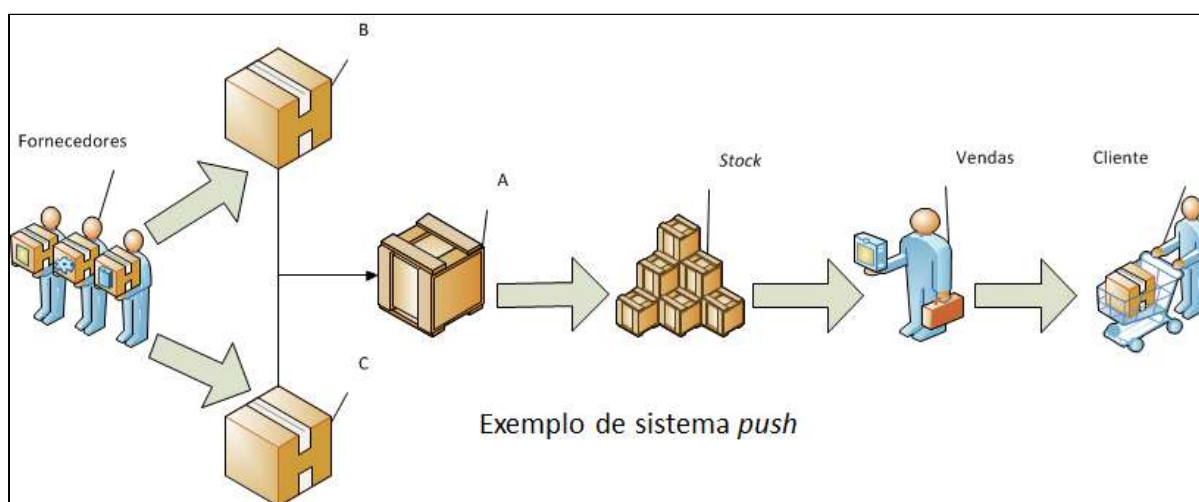 B
Fornecedores
A
Stock
Vendas
Cliente
C
Exemplo de sistema push